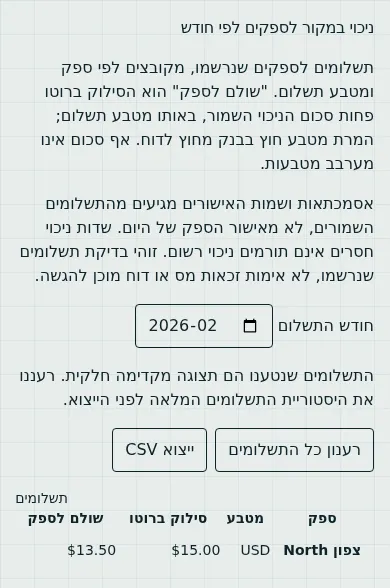 ניכוי במקור לספקים לפי חודש
תשלומים לספקים שנרשמו, מקובצים לפי ספק
ומטבע תשלום. "שולם לספק" הוא הסילוק ברוטו
פחות סכום הניכוי השמור, באותו מטבע תשלום;
המרת מטבע חוץ בבנק מחוץ לדוח. אף סכום אינו
מערבב מטבעות.
אסמכתאות ושמות האישורים מגיעים מהתשלומים
השמורים, לא מאישור הספק של היום. שדות ניכוי
חסרים אינם תורמים ניכוי רשום. זוהי בדיקת תשלומים
שנרשמו, לא אימות זכאות מס או דוח מוכן להגשה.
חודש התשלום 2026-02
התשלומים שנטענו הם תצוגה מקדימה חלקית. רעננו
את היסטוריית התשלומים המלאה לפני הייצוא.
רענון כל התשלומים ייצוא CSV
תשלומים
ספק מטבע סילוק ברוטו שולם לספק
צפון North USD $15.00 $13.50